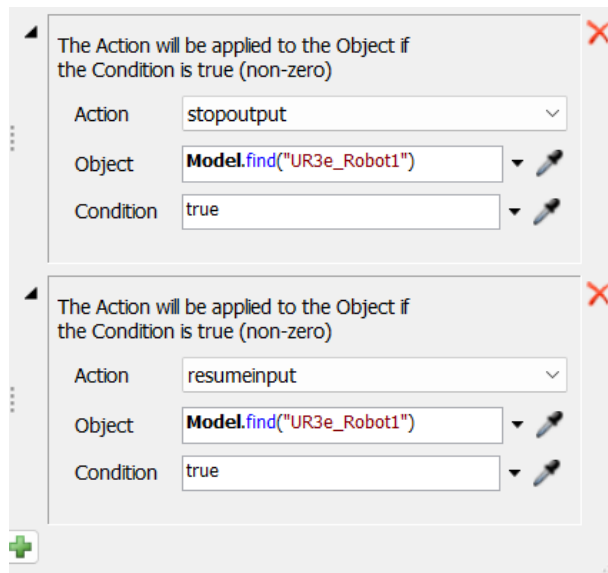 The Action will be applied to the Object if
the Condition is true (non-zero)
Action stopoutput
Object Model.find("UR3e_Robot1")
Condition true
The Action will be applied to the Object if
the Condition is true (non-zero)
Action resumeinput
Object Model.find("UR3e_Robot1")
Condition true